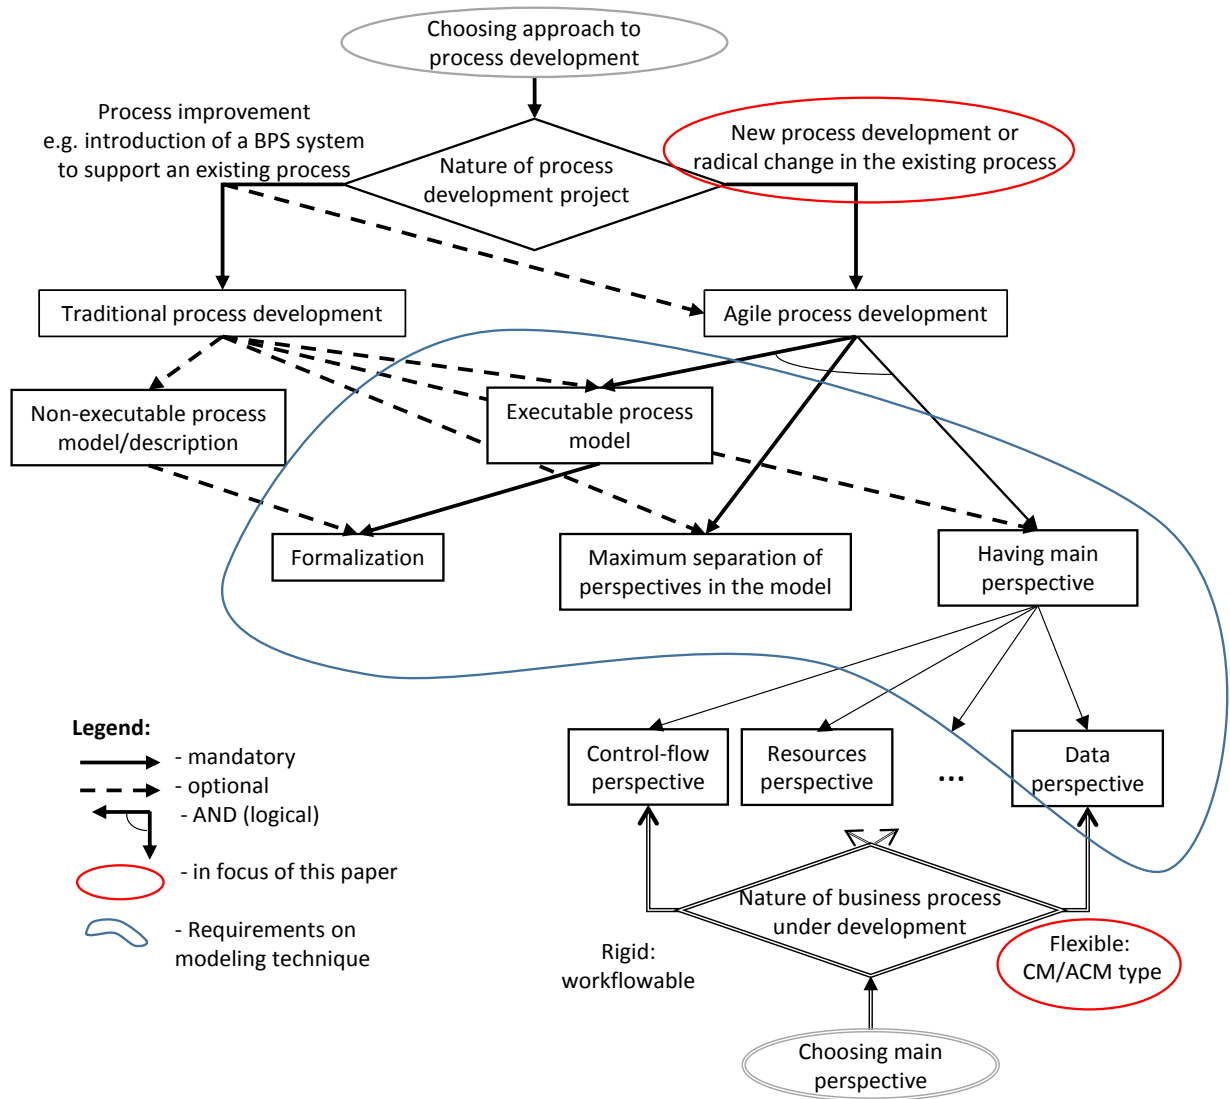 Choosing approach to
process development
Process improvement
e.g. introduction of a BPS system
to support an existing process
Nature of process
development project
New process development or
radical change in the existing process
Traditional process development
Agile process development
Non-executable process
model/description
Executable process
model
Formalization
Maximum separation of
perspectives in the model
Having main
perspective
Control-flow
perspective
Resources
perspective
...
Data
perspective
Legend:
- mandatory
- optional
- AND (logical)
- in focus of this paper
- Requirements on
modeling technique
Nature of business process
under development
Rigid:
workflowable
Flexible:
CM/ACM type
Choosing main
perspective